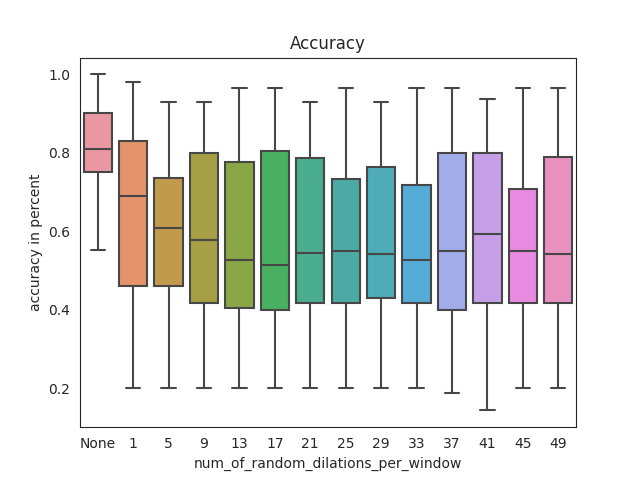 Accuracy
1.0
0.8
0.6
0.4
0.2
accuracy in percent
None 1 5 9 13 17 21 25 29 33 37 41 45 49
num_of_random_dilations_per_window